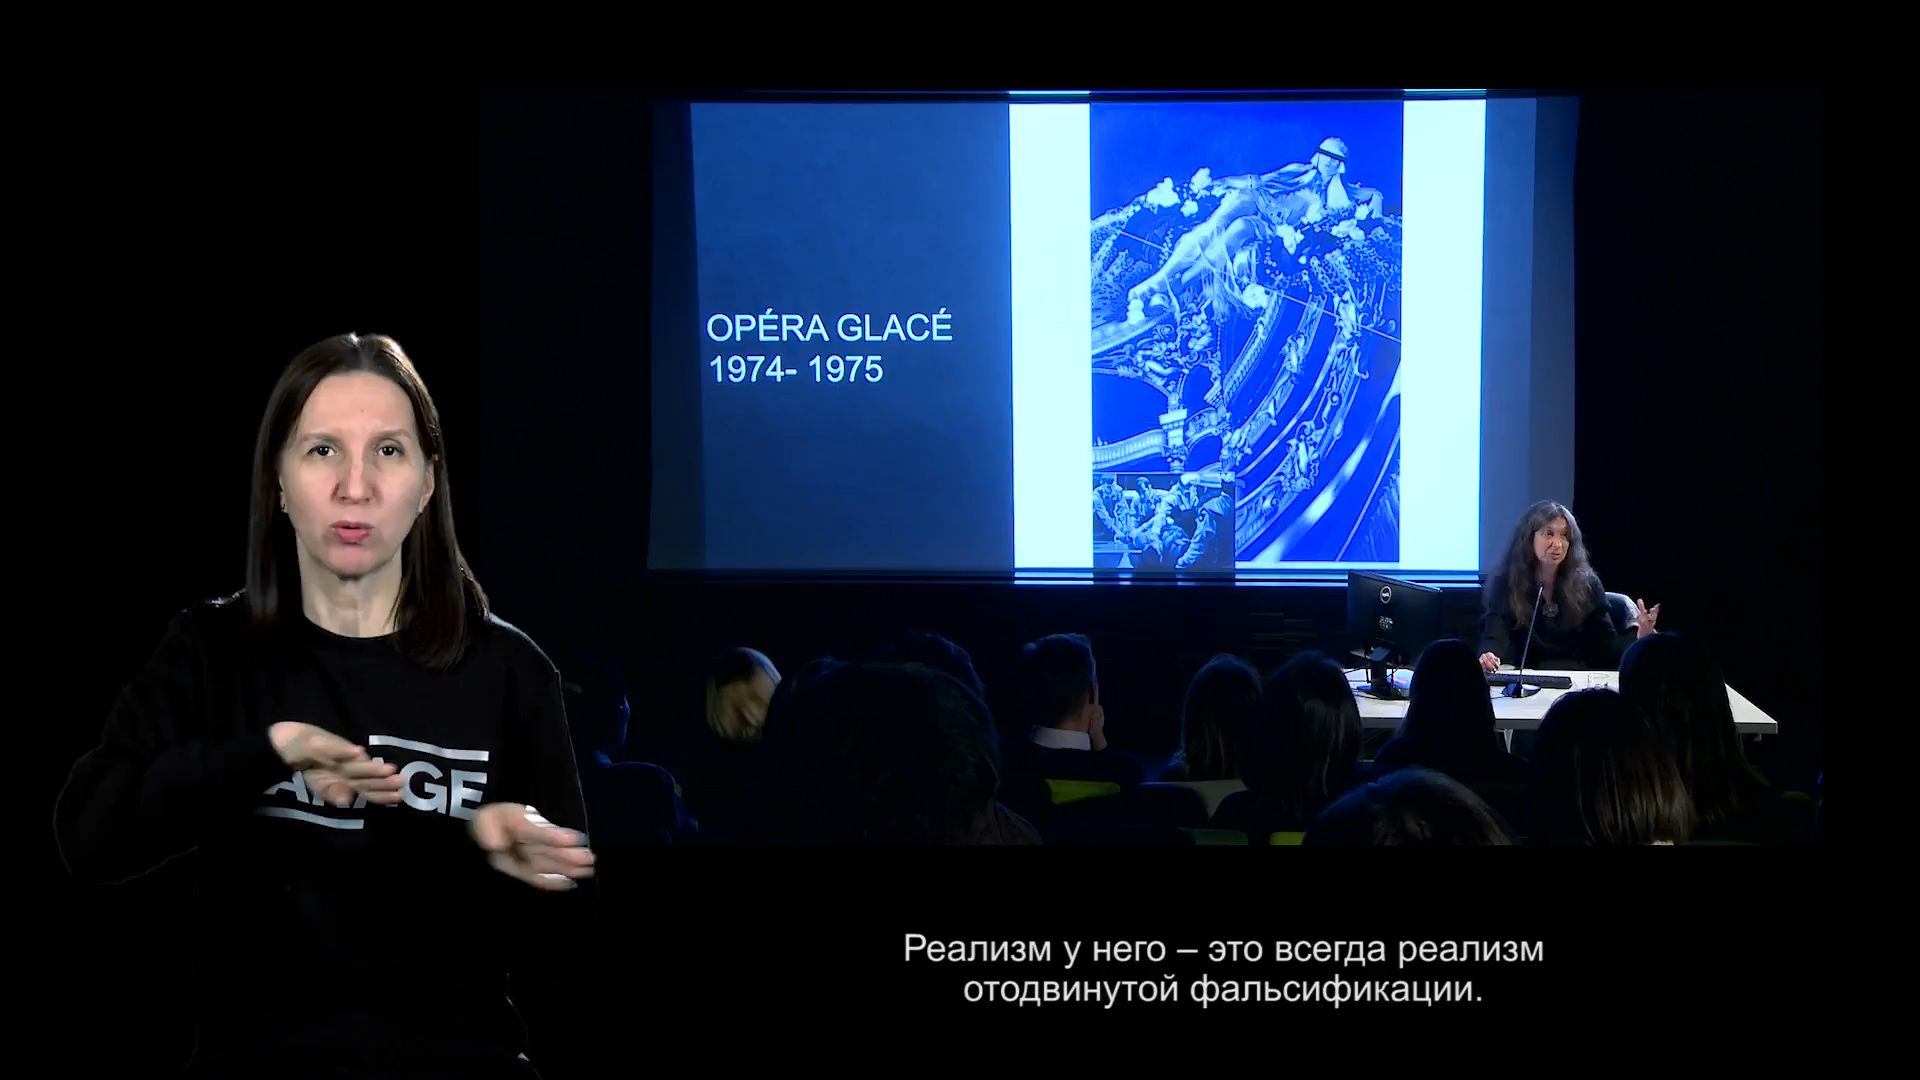 OPÉRA GLACÉ
1974- 1975
Реализм у него – это всегда реализм
отодвинутой фальсификации.